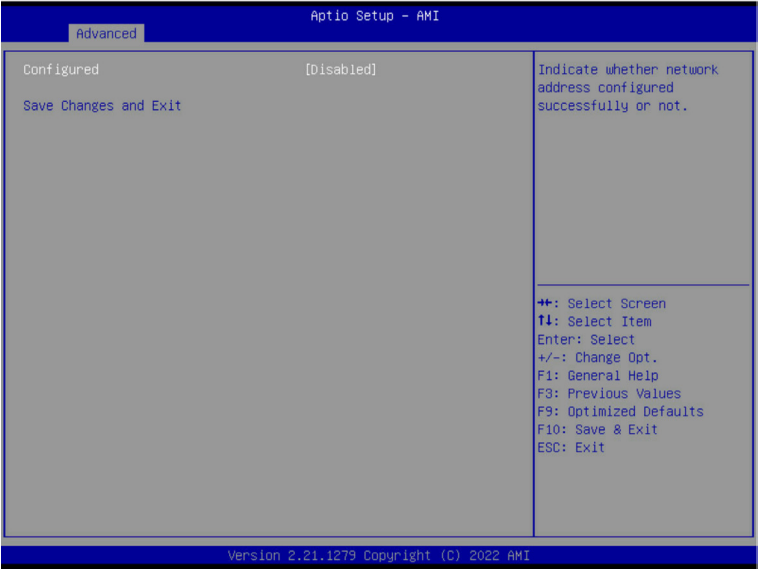 Aptio Setup - AMI
Advanced
Configured [Disabled]
Save Changes and Exit
Indicate whether network
address configured
successfully or not.
→←: Select Screen
↑↓: Select Item
Enter: Select
+/-: Change Opt.
F1: General Help
F3: Previous Values
F9: Optimized Defaults
F10: Save & Exit
ESC: Exit
Version 2.21.1279 Copyright (C) 2022 AMI